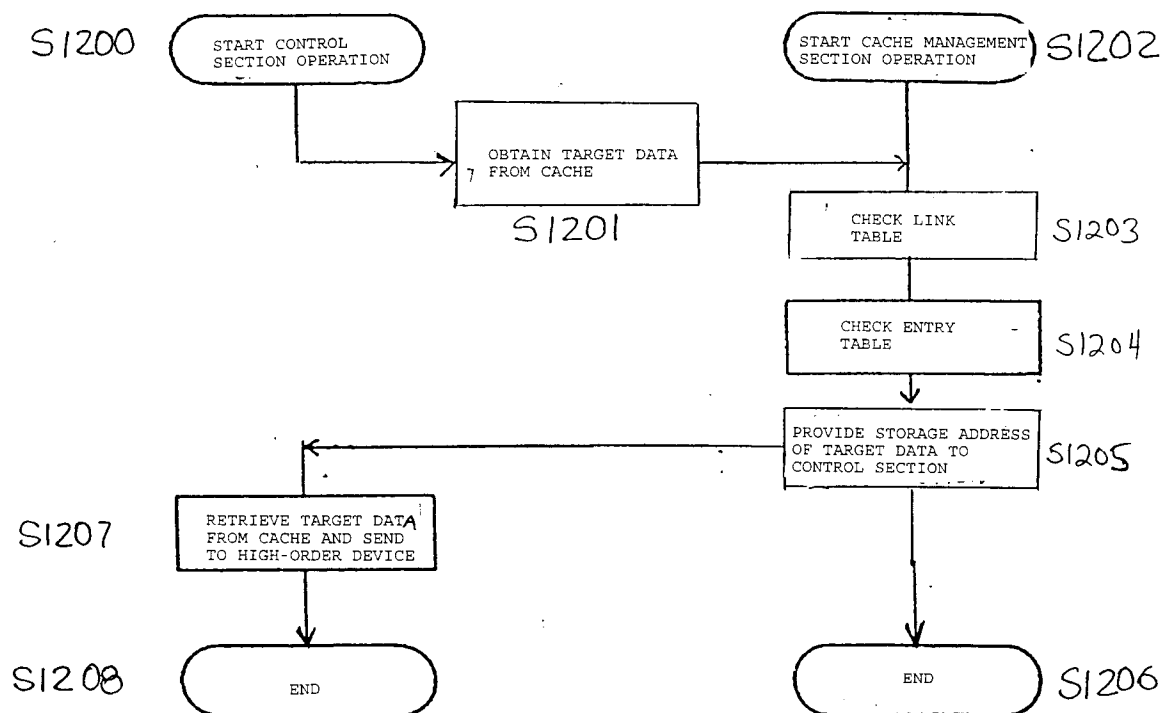 S1200
START CONTROL
SECTION OPERATION
START CACHE MANAGEMENT
SECTION OPERATION
S1202
OBTAIN TARGET DATA
FROM CACHE
S1201
CHECK LINK
TABLE
S1203
CHECK ENTRY
TABLE
S1204
PROVIDE STORAGE ADDRESS
OF TARGET DATA TO
CONTROL SECTION
S1205
S1207
RETRIEVE TARGET DATA
FROM CACHE AND SEND
TO HIGH-ORDER DEVICE
S1208
END
END
S1206